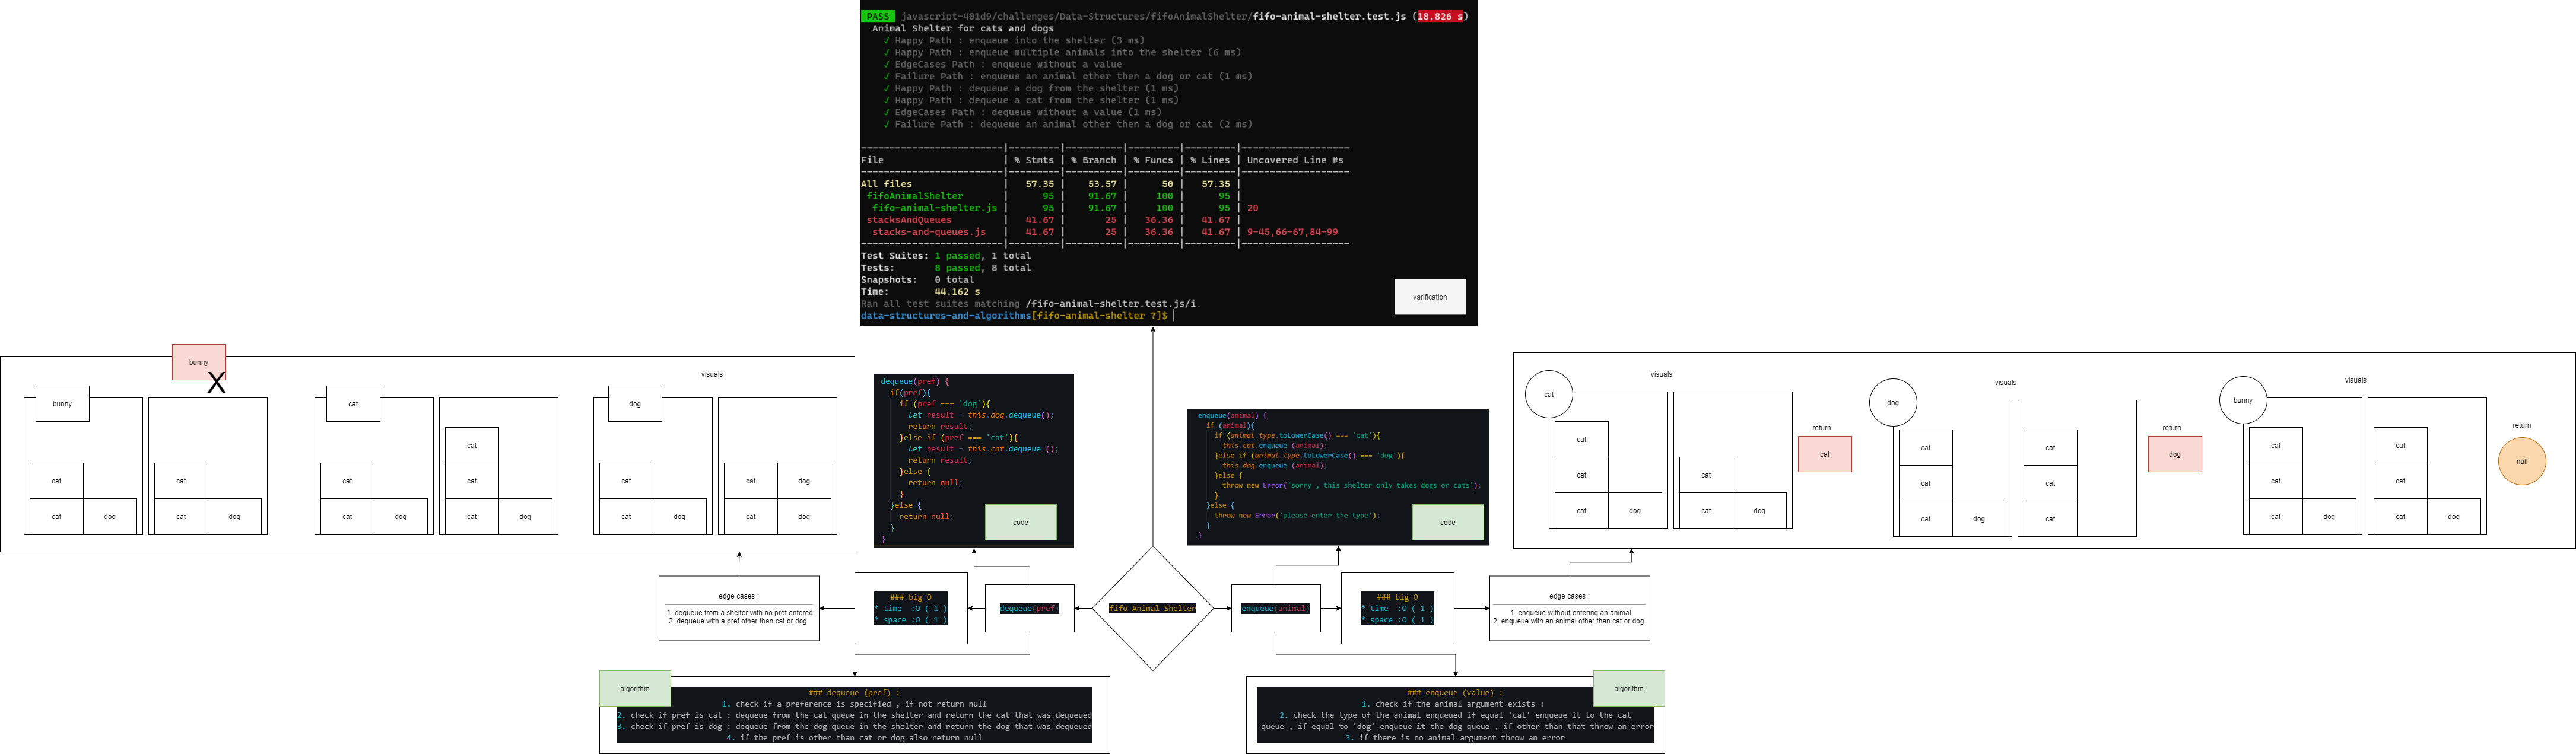 PASS javascript-401d9/challenges/Data-Structures/fifoAnimalShelter/fifo-animal-shelter.test.js (18.826 s)
Animal Shelter for cats and dogs
✓ Happy Path : enqueue into the shelter (3 ms)
✓ Happy Path : enqueue multiple animals into the shelter (6 ms)
✓ EdgeCases Path : enqueue without a value
✓ Failure Path : enqueue an animal other then a dog or cat (1 ms)
✓ Happy Path : dequeue a dog from the shelter (1 ms)
✓ Happy Path : dequeue a cat from the shelter (1 ms)
✓ EdgeCases Path : dequeue without a value (1 ms)
✓ Failure Path : dequeue an animal other then a dog or cat (2 ms)
-------------------------|---------|----------|---------|---------|-------------------
File | % Stmts | % Branch | % Funcs | % Lines | Uncovered Line #s
-------------------------|---------|----------|---------|---------|-------------------
All files | 57.35 | 53.57 | 50 | 57.35 |
fifoAnimalShelter | 95 | 91.67 | 100 | 95 |
fifo-animal-shelter.js | 95 | 91.67 | 100 | 95 | 20
stacksAndQueues | 41.67 | 25 | 36.36 | 41.67 |
stacks-and-queues.js | 41.67 | 25 | 36.36 | 41.67 | 9-45,66-67,84-99
-------------------------|---------|----------|---------|---------|-------------------
Test Suites: 1 passed, 1 total
Tests: 8 passed, 8 total
Snapshots: 0 total
Time: 44.162 s
Ran all test suites matching /fifo-animal-shelter.test.js/i.
data-structures-and-algorithms[fifo-animal-shelter ?]$
varification
bunny
X
visuals
bunny
cat
cat dog
cat
cat dog
cat
cat
cat dog
cat
cat
cat dog
dog
cat
cat dog
cat dog
cat dog
dequeue(pref) {
if(pref){
if (pref === 'dog'){
let result = this.dog.dequeue();
return result;
}else if (pref === 'cat'){
let result = this.cat.dequeue ();
return result;
}else {
return null;
}
}else {
return null;
}
}
code
enqueue(animal) {
if (animal){
if (animal.type.toLowerCase() === 'cat'){
this.cat.enqueue (animal);
}else if (animal.type.toLowerCase() === 'dog'){
this.dog.enqueue (animal);
}else {
throw new Error('sorry , this shelter only takes dogs or cats');
}
}else {
throw new Error('please enter the type');
}
}
code
visuals
cat
cat
cat
cat dog
cat
cat dog
return
cat
visuals
dog
cat
cat
cat dog
cat
cat
cat
return
dog
visuals
bunny
cat
cat
cat dog
cat
cat
cat dog
return
null
edge cases :
1. dequeue from a shelter with no pref entered
2. dequeue with a pref other than cat or dog
### big O
* time :O ( 1 )
* space :O ( 1 )
dequeue(pref)
fifo Animal Shelter
enqueue(animal)
### big O
* time :O ( 1 )
* space :O ( 1 )
edge cases :
1. enqueue without entering an animal
2. enqueue with an animal other than cat or dog
algorithm
### dequeue (pref) :
1. check if a preference is specified , if not return null
2. check if pref is cat : dequeue from the cat queue in the shelter and return the cat that was dequeued
3. check if pref is dog : dequeue from the dog queue in the shelter and return the dog that was dequeued
4. if the pref is other than cat or dog also return null
algorithm
### enqueue (value) :
1. check if the animal argument exists :
2. check the type of the animal enqueued if equal 'cat' enqueue it to the cat
queue , if equal to 'dog' enqueue it the dog queue , if other than that throw an error
3. if there is no animal argument throw an error